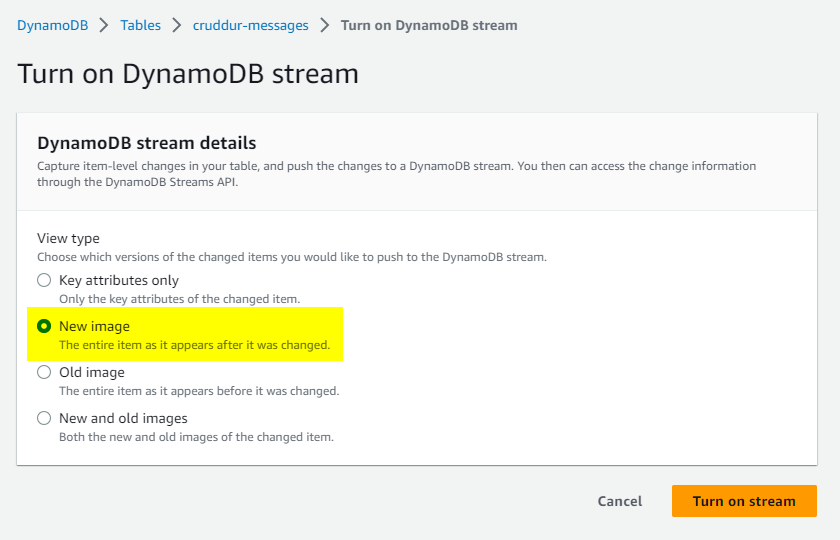 DynamoDB > Tables > cruddur-messages > Turn on DynamoDB stream
Turn on DynamoDB stream
DynamoDB stream details
Capture item-level changes in your table, and push the changes to a DynamoDB stream. You then can access the change information
through the DynamoDB Streams API.
View type
Choose which versions of the changed items you would like to push to the DynamoDB stream.
Key attributes only
Only the key attributes of the changed item.
New image
The entire item as it appears after it was changed.
Old image
The entire item as it appears before it was changed.
New and old images
Both the new and old images of the changed item.
Cancel Turn on stream